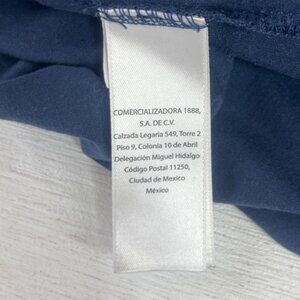 COMERCIALIZADORA 1888,
S.A. DE C.V.
Calzada Legaria 549, Torre 2
Piso 9, Colonia 10 de Abril
Delegación Miguel Hidalgo
Código Postal 11250,
Ciudad de Mexico
México